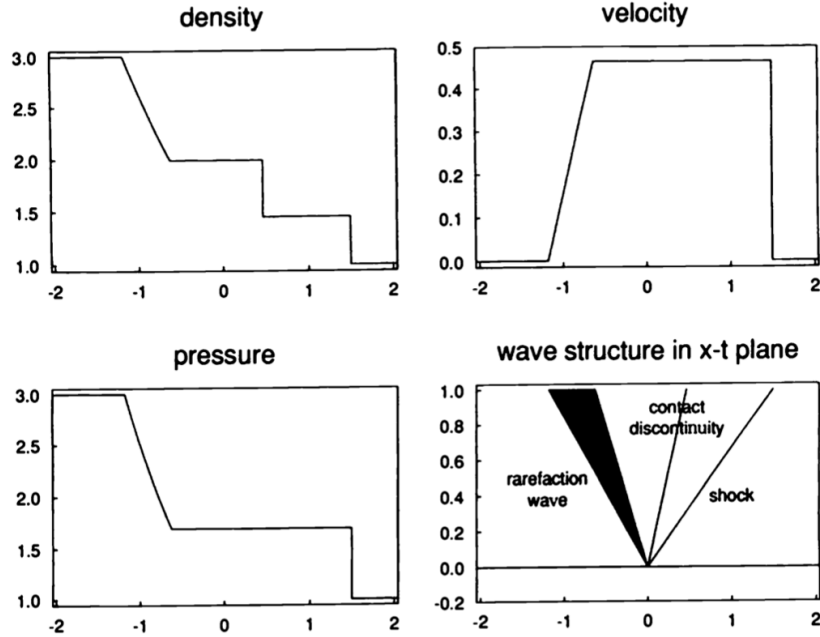 density
3.0
2.5
2.0
1.5
1.0
-2 -1 0 1 2
velocity
0.5
0.4
0.3
0.2
0.1
0.0
-2 -1 0 1 2
pressure
3.0
2.5
2.0
1.5
1.0
-2 -1 0 1 2
wave structure in x-t plane
1.0
0.8
0.6
0.4
0.2
0.0
-0.2
contact
discontinuity
rarefaction
wave
shock
-2 -1 0 1 2